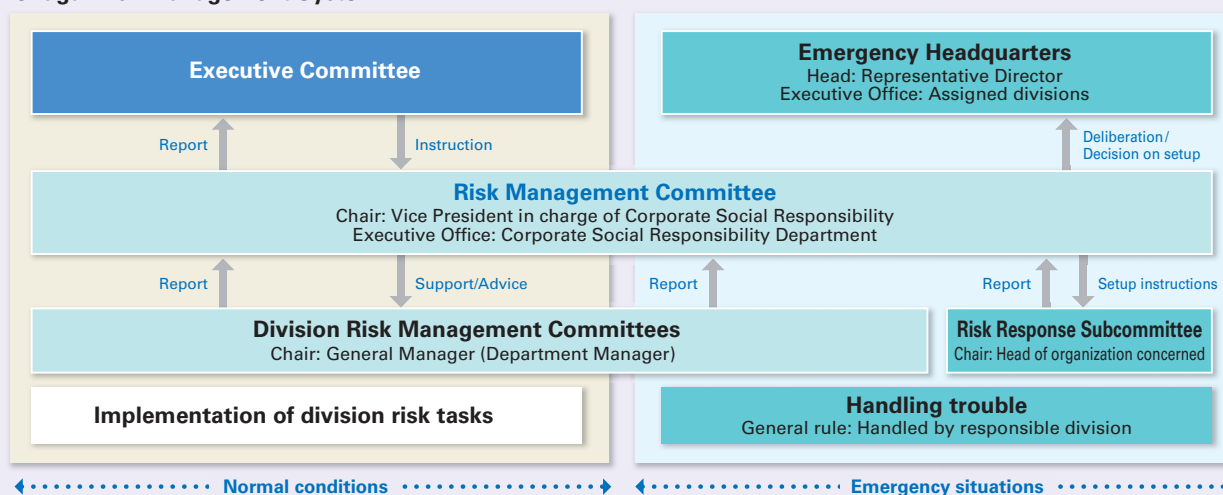 Executive Committee
Emergency Headquarters
Head: Representative Director
Executive Office: Assigned divisions
Report
Instruction
Deliberation/
Decision on setup
Risk Management Committee
Chair: Vice President in charge of Corporate Social Responsibility
Executive Office: Corporate Social Responsibility Department
Report
Support/Advice
Report
Report
Setup instructions
Division Risk Management Committees
Chair: General Manager (Department Manager)
Risk Response Subcommittee
Chair: Head of organization concerned
Implementation of division risk tasks
Handling trouble
General rule: Handled by responsible division
Normal conditions
Emergency situations